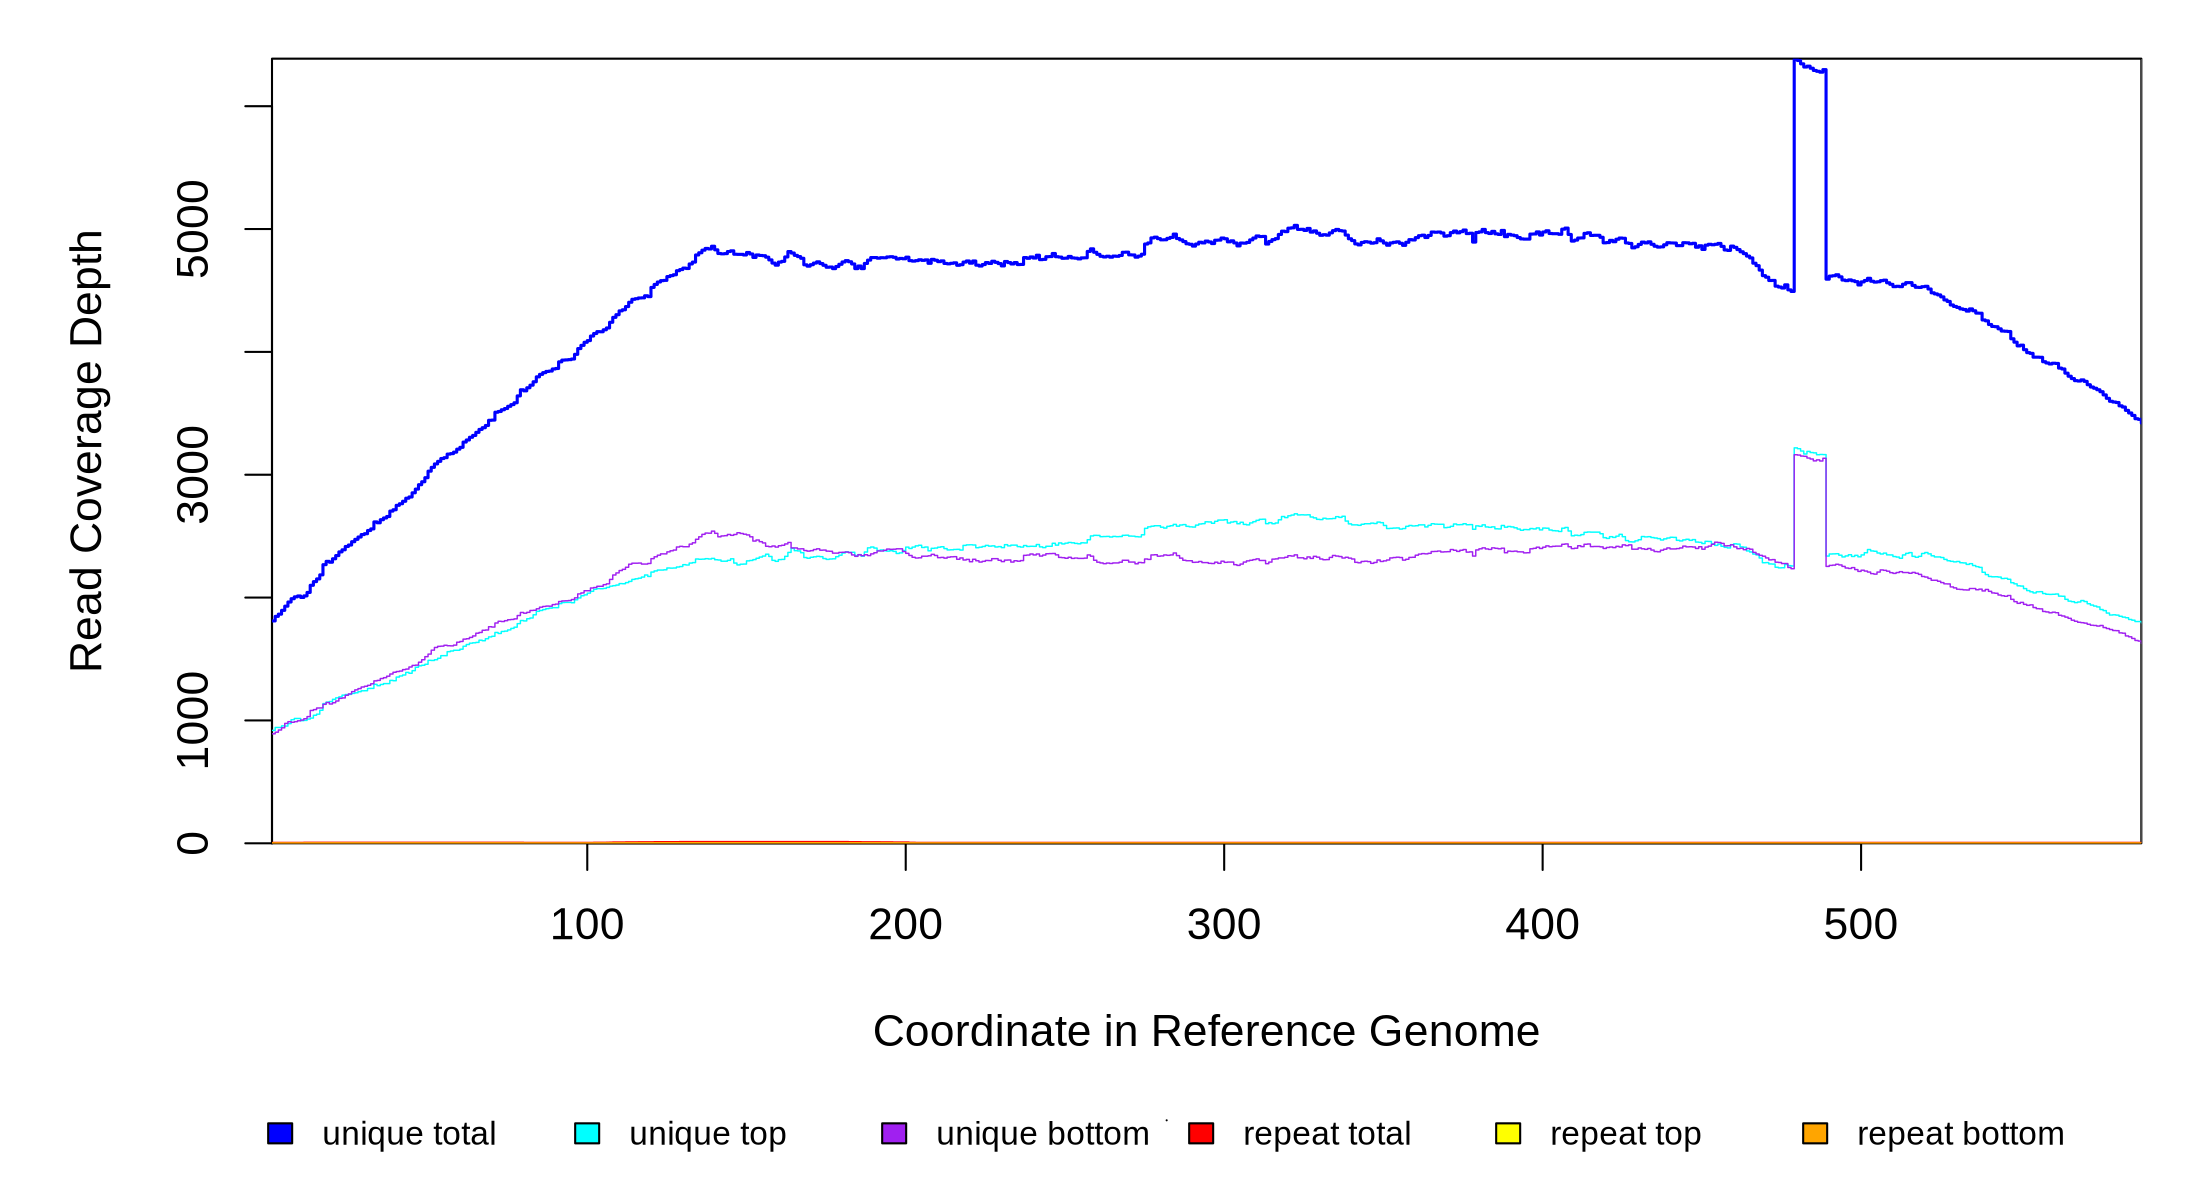 Read Coverage Depth
5000
3000
1000
0
100 200 300 400 500
Coordinate in Reference Genome
unique total unique top unique bottom repeat total repeat top repeat bottom